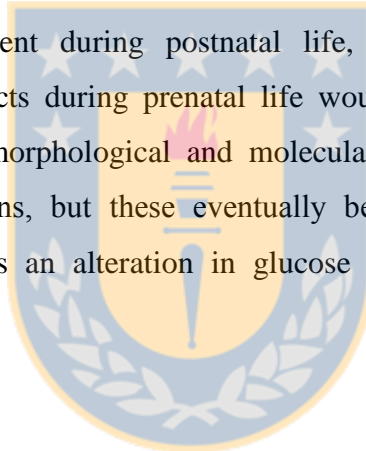 ent during postnatal life,
cts during prenatal life wou
norphological and molecula
ns, but these eventually be
s an alteration in glucose